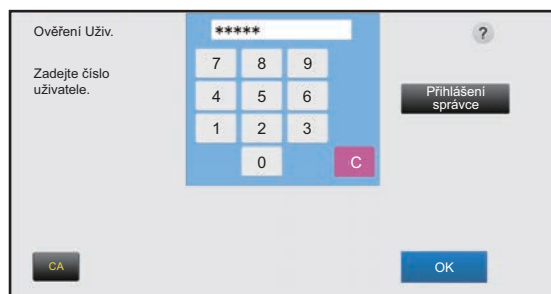 Ověření Uživ.
*****
?
Zadejte číslo
uživatele.
7 8 9
4 5 6
1 2 3
0 C
Přihlášení
správce
CA
OK